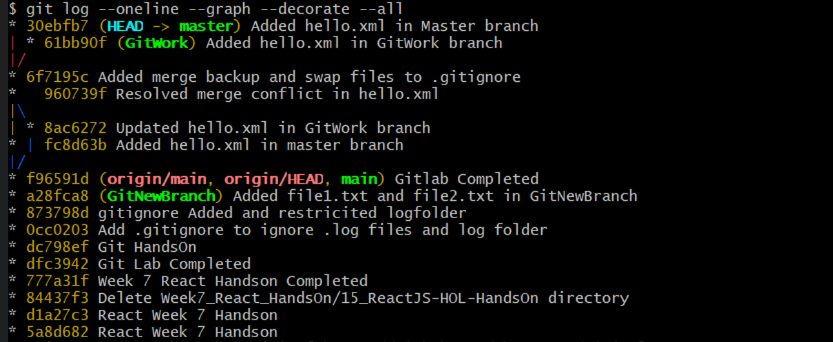 $ git log --oneline --graph --decorate --all
* 30ebfb7 (HEAD -> master) Added hello.xml in Master branch
| * 61bb90f (GitWork) Added hello.xml in GitWork branch
|/
* 6f7195c Added merge backup and swap files to .gitignore
*   960739f Resolved merge conflict in hello.xml
|\
| * 8ac6272 Updated hello.xml in GitWork branch
* | fc8d63b Added hello.xml in master branch
|/
* f96591d (origin/main, origin/HEAD, main) Gitlab Completed
* a28fca8 (GitNewBranch) Added file1.txt and file2.txt in GitNewBranch
* 873798d gitignore Added and restricited logfolder
* 0cc0203 Add .gitignore to ignore .log files and log folder
* dc798ef Git HandsOn
* dfc3942 Git Lab Completed
* 777a31f Week 7 React Handson Completed
* 84437f3 Delete Week7_React_HandsOn/15_ReactJS-HOL-HandsOn directory
* d1a27c3 React Week 7 Handson
* 5a8d682 React Week 7 Handson